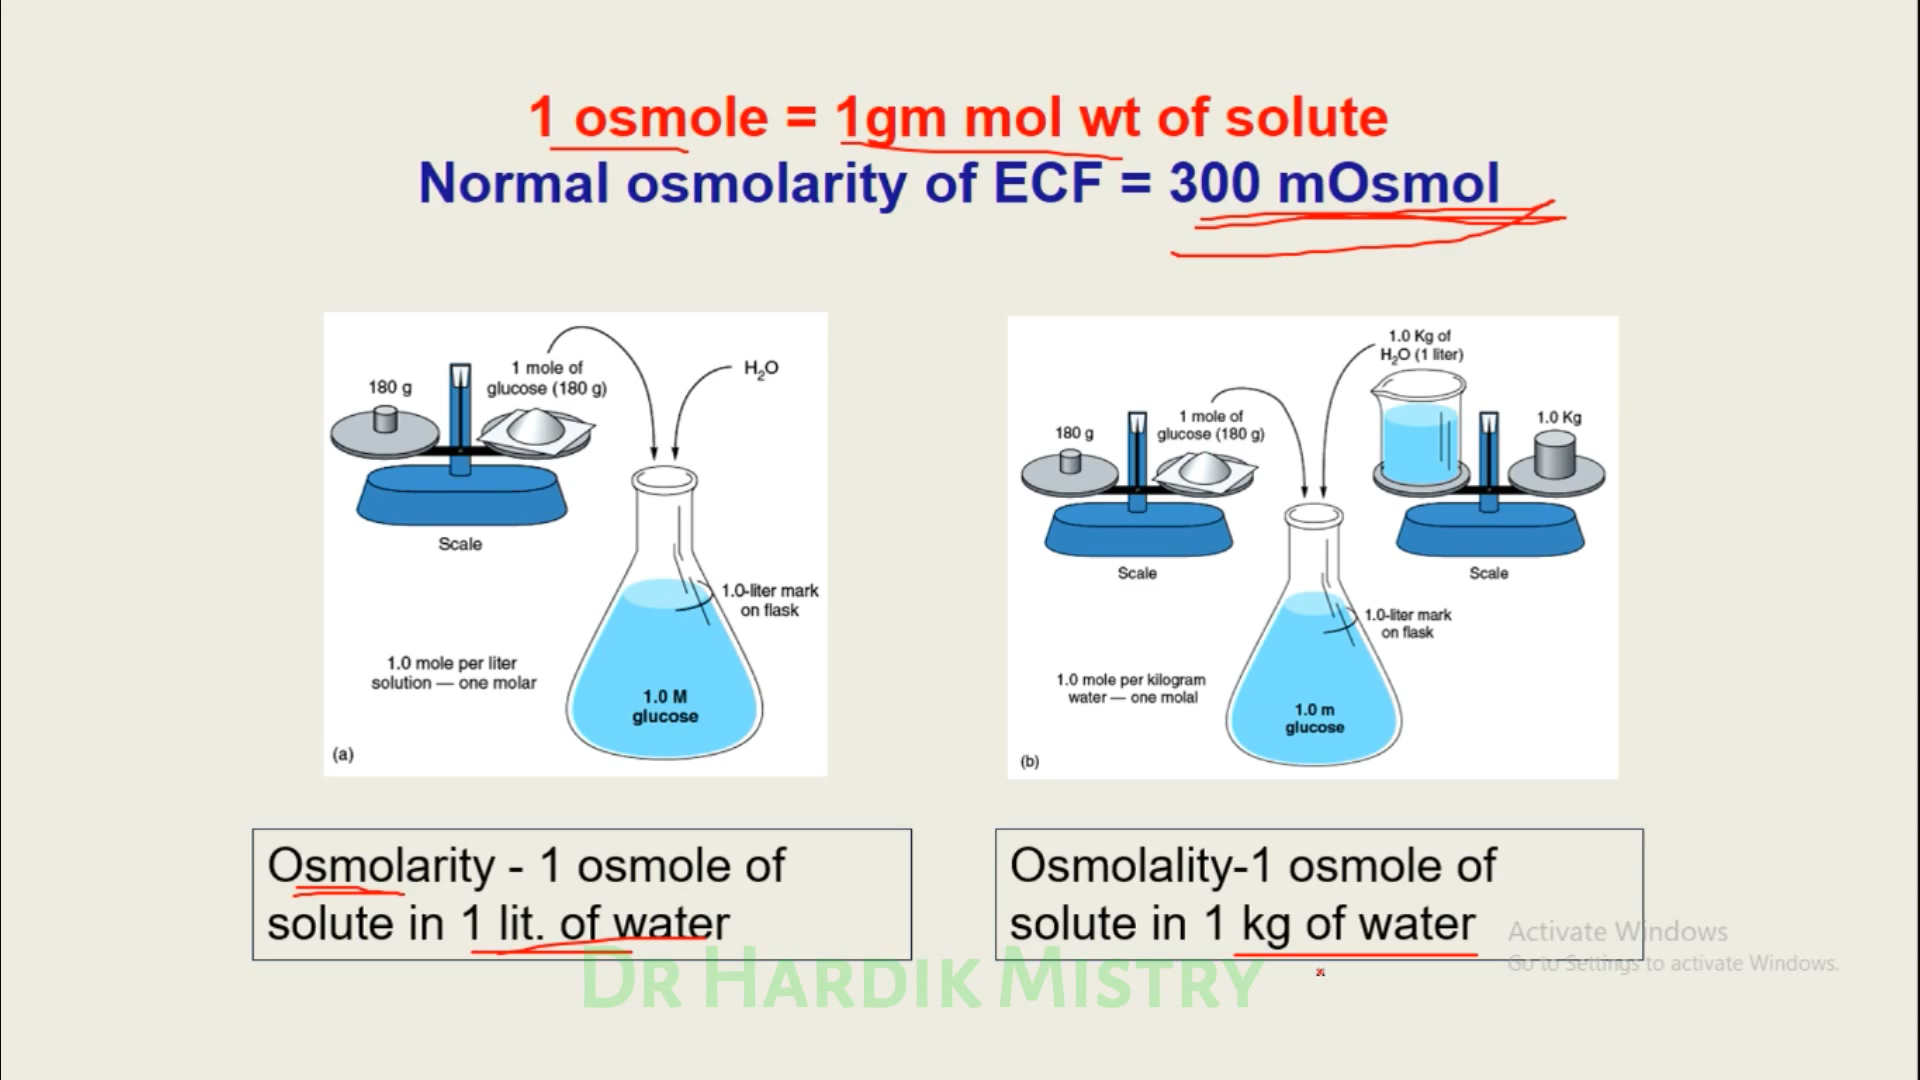 1 osmole = 1gm mol wt of solute
Normal osmolarity of ECF = 300 mOsmol
180 g
1 mole of
glucose (180 g)
H₂O
Scale
1.0-liter mark
on flask
1.0 mole per liter
solution — one molar
1.0 M
glucose
(a)
1.0 Kg of
H₂O (1 liter)
180 g
1 mole of
glucose (180 g)
1.0 Kg
Scale
Scale
1.0-liter mark
on flask
1.0 mole per kilogram
water — one molal
1.0 m
glucose
(b)
Osmolarity - 1 osmole of
solute in 1 lit. of water
Osmolality-1 osmole of
solute in 1 kg of water
Activate Windows
Go to Settings to activate Windows.
DR HARDIK MISTRY